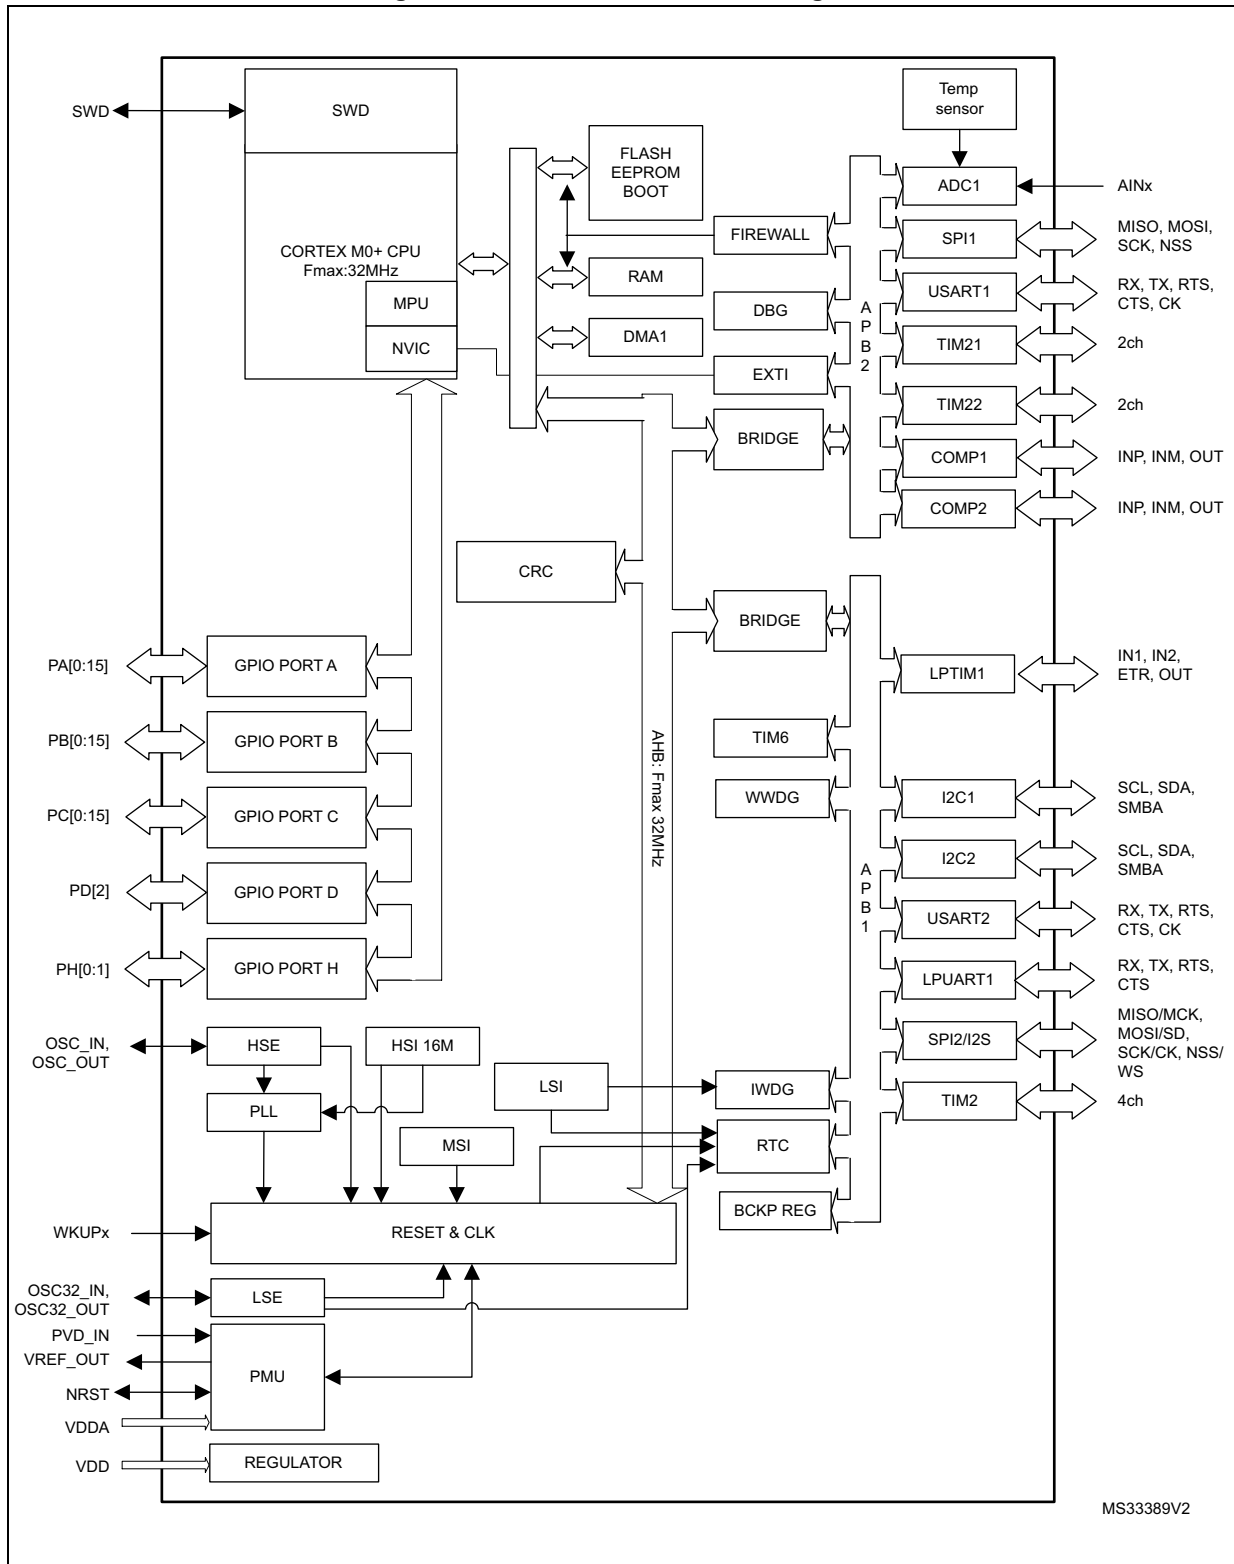 SWD
SWD
CORTEX M0+ CPU
Fmax:32MHz
MPU
NVIC
FLASH
EEPROM
BOOT
RAM
DMA1
FIREWALL
DBG
EXTI
BRIDGE
A
P
B
2
Temp
sensor
ADC1
AINx
SPI1
MISO, MOSI,
SCK, NSS
USART1
RX, TX, RTS,
CTS, CK
TIM21
2ch
TIM22
2ch
COMP1
INP, INM, OUT
COMP2
INP, INM, OUT
CRC
BRIDGE
PA[0:15]
GPIO PORT A
PB[0:15]
GPIO PORT B
PC[0:15]
GPIO PORT C
PD[2]
GPIO PORT D
PH[0:1]
GPIO PORT H
AHB: Fmax 32MHz
TIM6
WWDG
A
P
B
1
LPTIM1
IN1, IN2,
ETR, OUT
I2C1
SCL, SDA,
SMBA
I2C2
SCL, SDA,
SMBA
USART2
RX, TX, RTS,
CTS, CK
LPUART1
RX, TX, RTS,
CTS
SPI2/I2S
MISO/MCK,
MOSI/SD,
SCK/CK, NSS/
WS
TIM2
4ch
OSC_IN,
OSC_OUT
HSE
HSI 16M
PLL
LSI
IWDG
MSI
RTC
BCKP REG
WKUPx
RESET & CLK
OSC32_IN,
OSC32_OUT
LSE
PVD_IN
VREF_OUT
NRST
VDDA
PMU
VDD
REGULATOR
MS33389V2